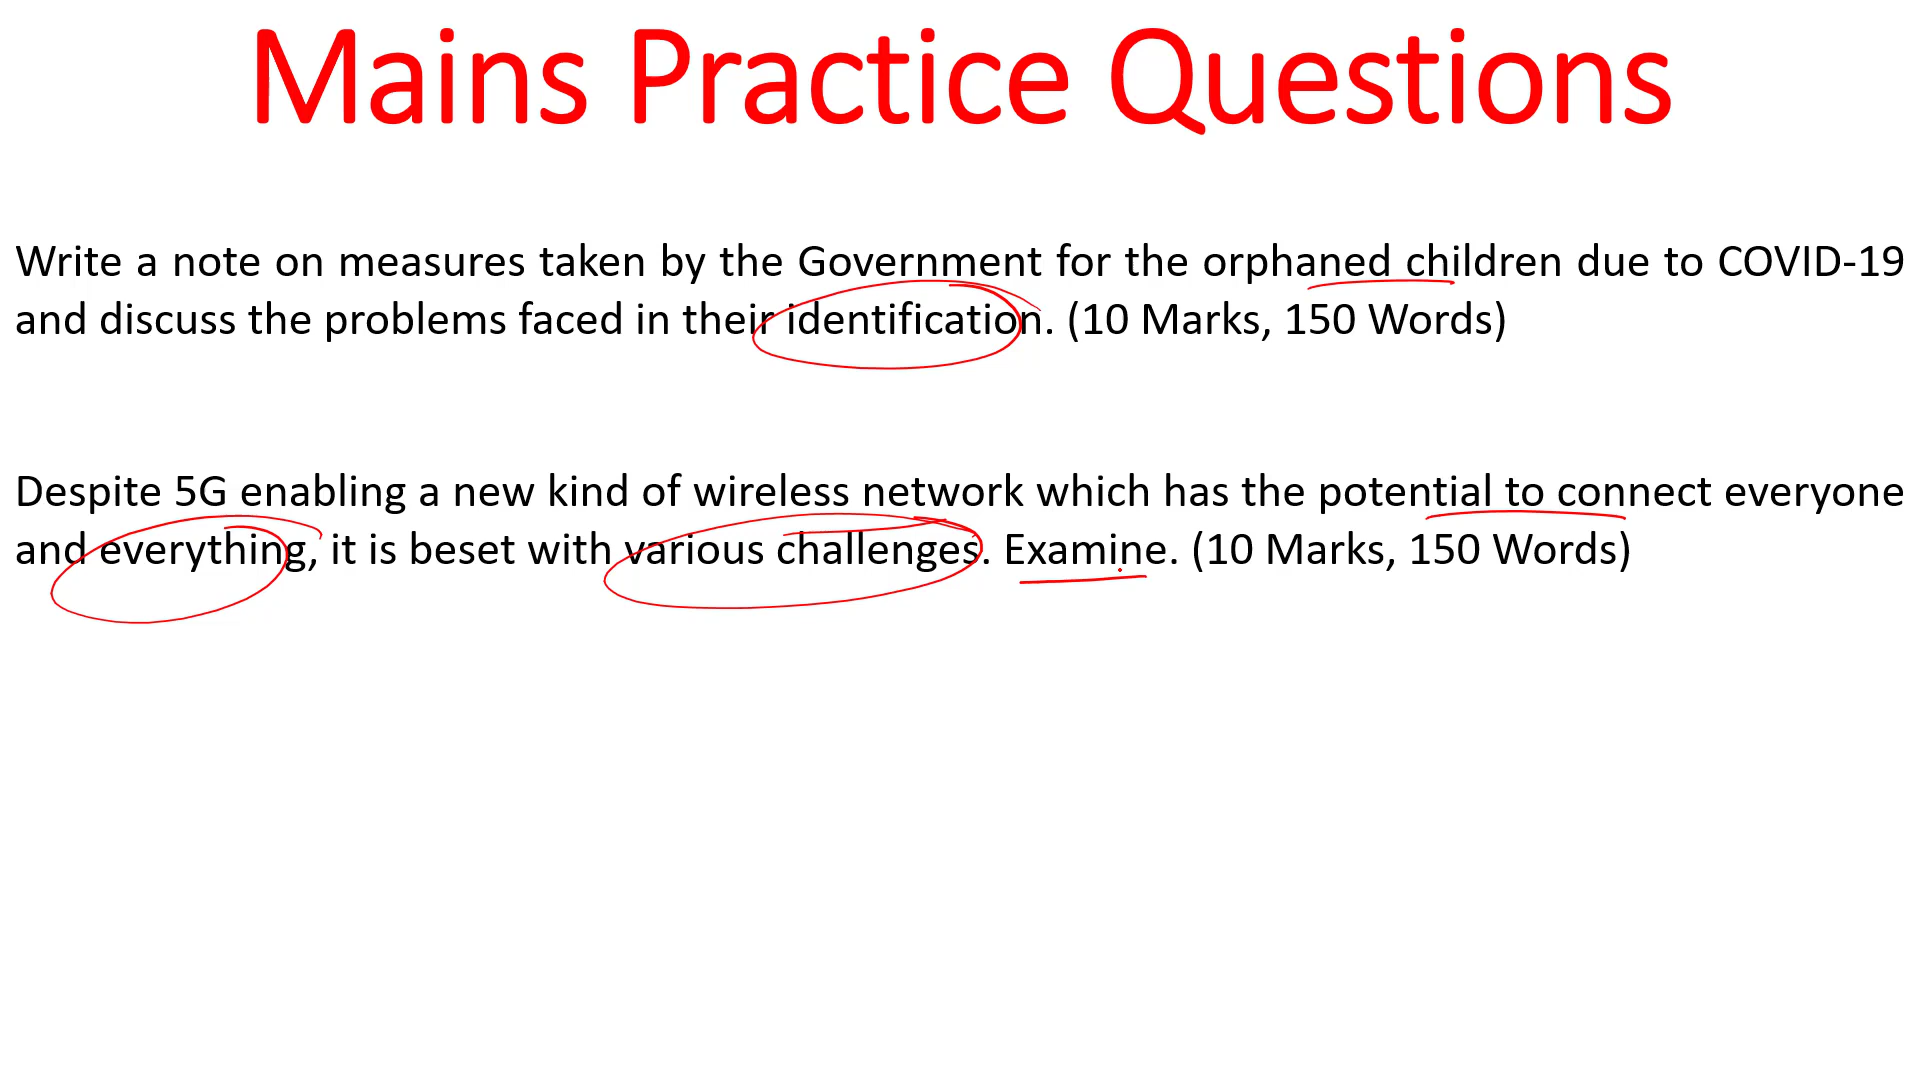 Mains Practice Questions
Write a note on measures taken by the Government for the orphaned children due to COVID-19
and discuss the problems faced in their identification. (10 Marks, 150 Words)
Despite 5G enabling a new kind of wireless network which has the potential to connect everyone
and everything, it is beset with various challenges. Examine. (10 Marks, 150 Words)